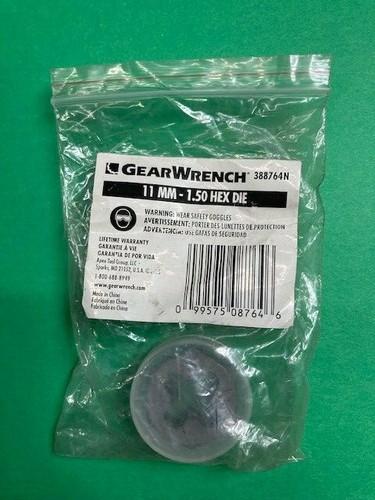 GEARWRENCH® 388764N
11 MM - 1.50 HEX DIE
WARNING: WEAR SAFETY GOGGLES
AVERTISSEMENT: PORTER DES LUNETTES DE PROTECTION
ADVERTENCIA: USE GAFAS DE SEGURIDAD
LIFETIME WARRANTY
GARANTIE À VIE
GARANTIA DE POR VIDA
Apex Tool Group, LLC
Sparks, MD 21152, U.S.A.
1-800-688-8949
www.gearwrench.com
Made in China
Fabriqué en Chine
Fabricado en China
0 99575 08764 6